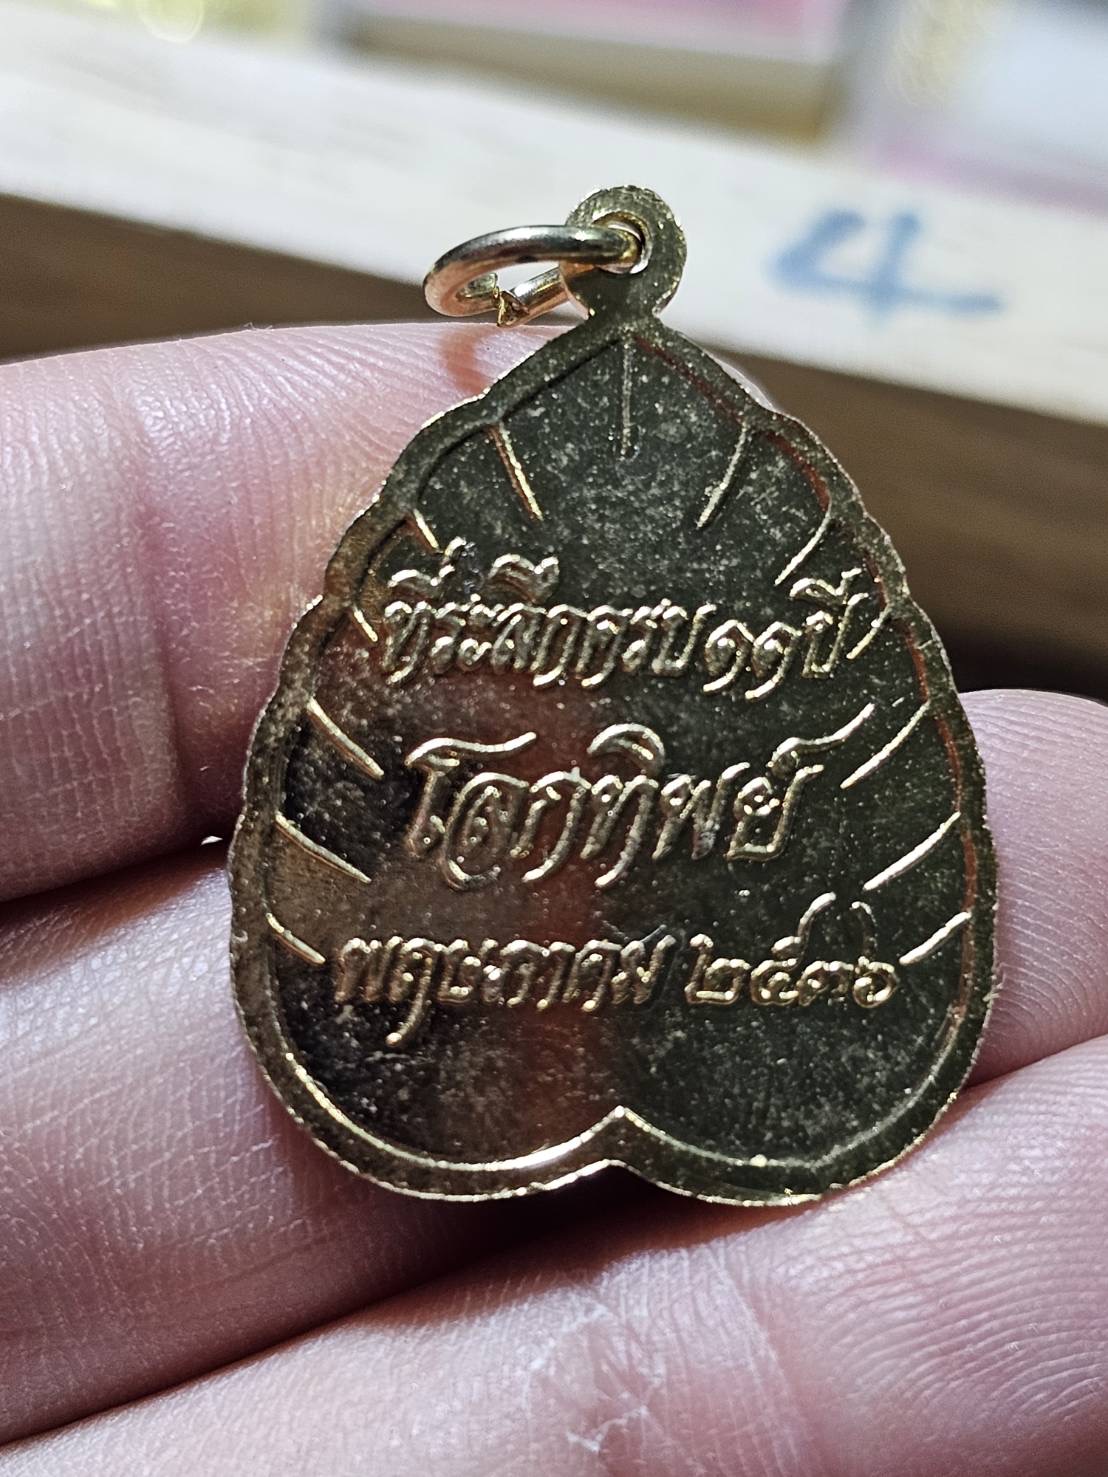 4
ที่ระลึกครบ๑๑ปี
โลกทิพย์
พฤษภาคม ๒๕๓๖